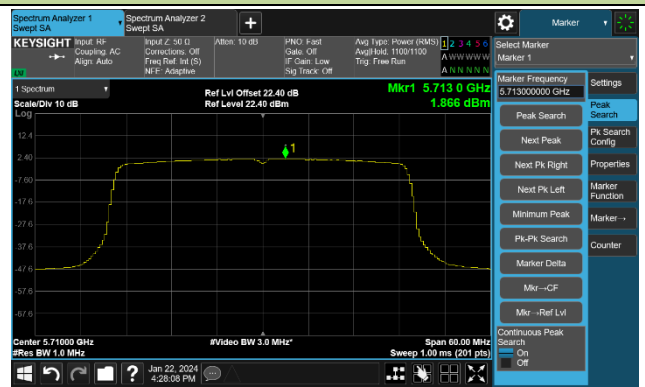 Spectrum Analyzer 1
Swept SA
Spectrum Analyzer 2
Swept SA
+
Marker
KEYSIGHT
Input: RF
Coupling: AC
Align: Auto
Input Z: 50 Ω
Corrections: Off
Freq Ref: Int (S)
NFE: Adaptive
Atten: 10 dB
PNO: Fast
Gate: Off
IF Gain: Low
Sig Track: Off
Avg Type: Power (RMS)
Avg|Hold: 1100/1100
Trig: Free Run
1 2 3 4 5 6
A W W W W W
A N N N N N
LXI
1 Spectrum
Scale/Div 10 dB
Log
Ref Lvl Offset 22.40 dB
Ref Level 22.40 dBm
Mkr1 5.713 0 GHz
1.866 dBm
1
12.4
2.40
-7.60
-17.6
-27.6
-37.6
-47.6
-57.6
-67.6
Center 5.71000 GHz
#Res BW 1.0 MHz
#Video BW 3.0 MHz*
Span 60.00 MHz
Sweep 1.00 ms (201 pts)
Select Marker
Marker 1
Marker Frequency
5.713000000 GHz
Peak Search
Next Peak
Next Pk Right
Next Pk Left
Minimum Peak
Pk-Pk Search
Marker Delta
Mkr→CF
Mkr→Ref Lvl
Continuous Peak
Search
On
Off
Settings
Peak
Search
Pk Search
Config
Properties
Marker
Function
Marker→
Counter
?
Jan 22, 2024
4:28:08 PM